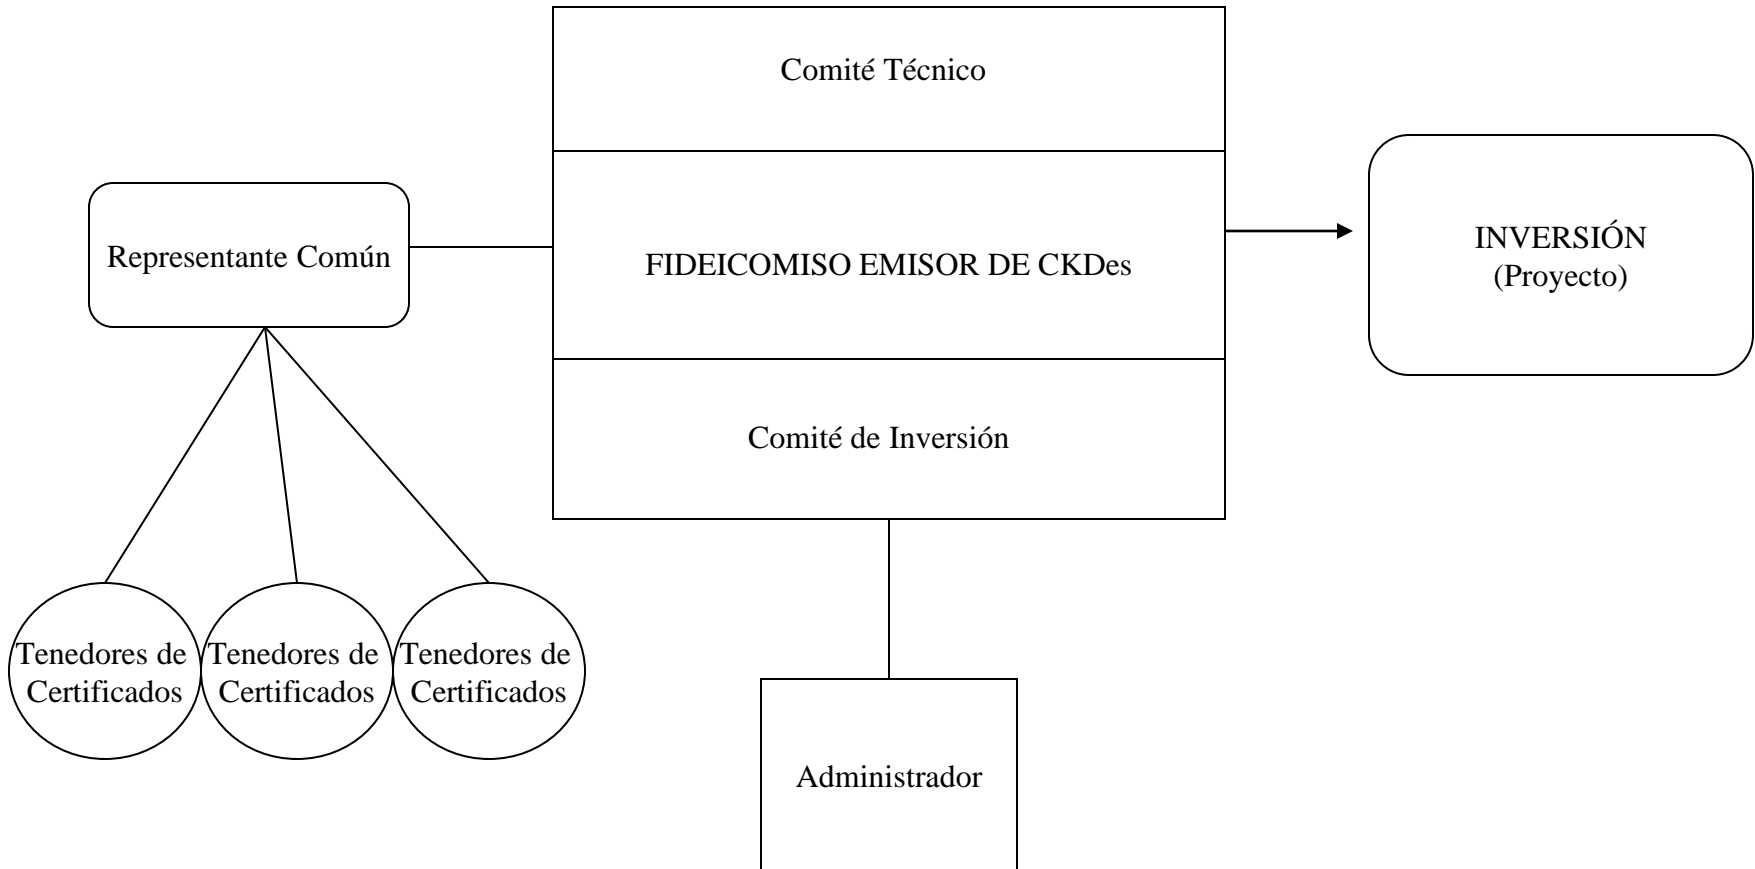 Comité Técnico
Representante Común
FIDEICOMISO EMISOR DE CKDes
INVERSIÓN
(Proyecto)
Comité de Inversión
Tenedores de
Certificados
Tenedores de
Certificados
Tenedores de
Certificados
Administrador